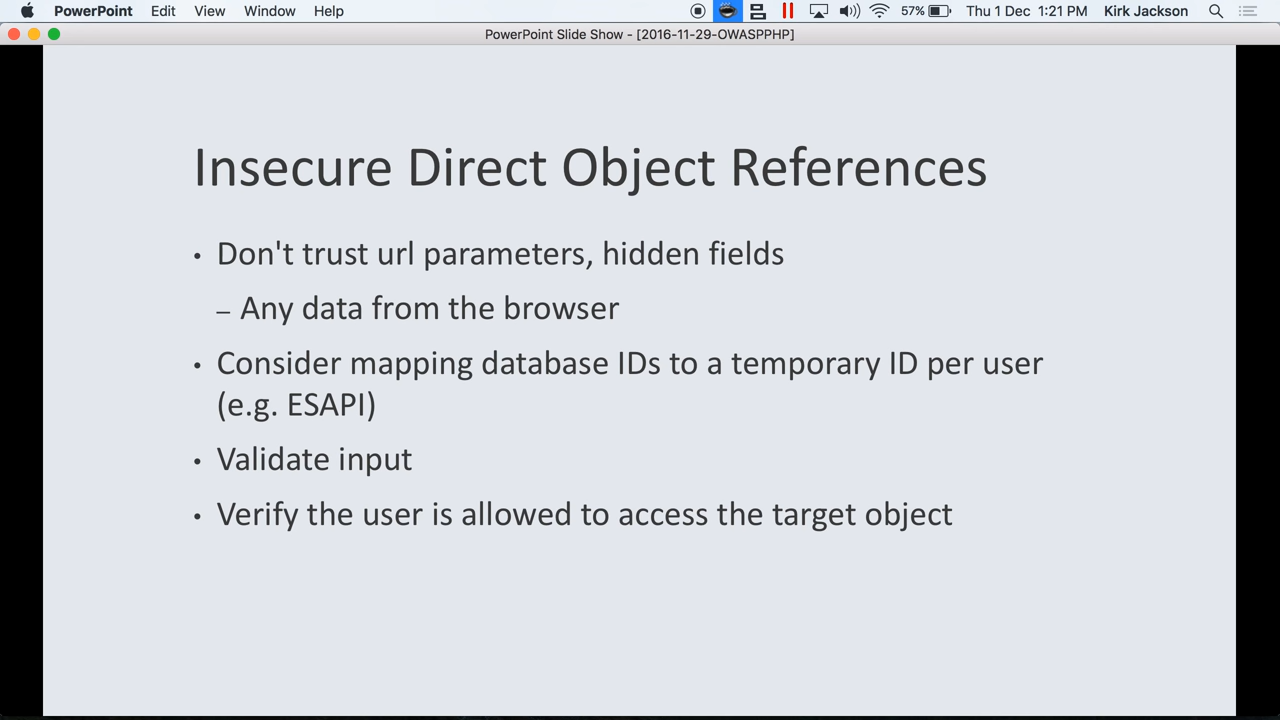 PowerPoint Edit View Window Help 57% Thu 1 Dec 1:21 PM Kirk Jackson
PowerPoint Slide Show - [2016-11-29-OWASPPHP]
Insecure Direct Object References
• Don't trust url parameters, hidden fields
– Any data from the browser
• Consider mapping database IDs to a temporary ID per user
(e.g. ESAPI)
• Validate input
• Verify the user is allowed to access the target object